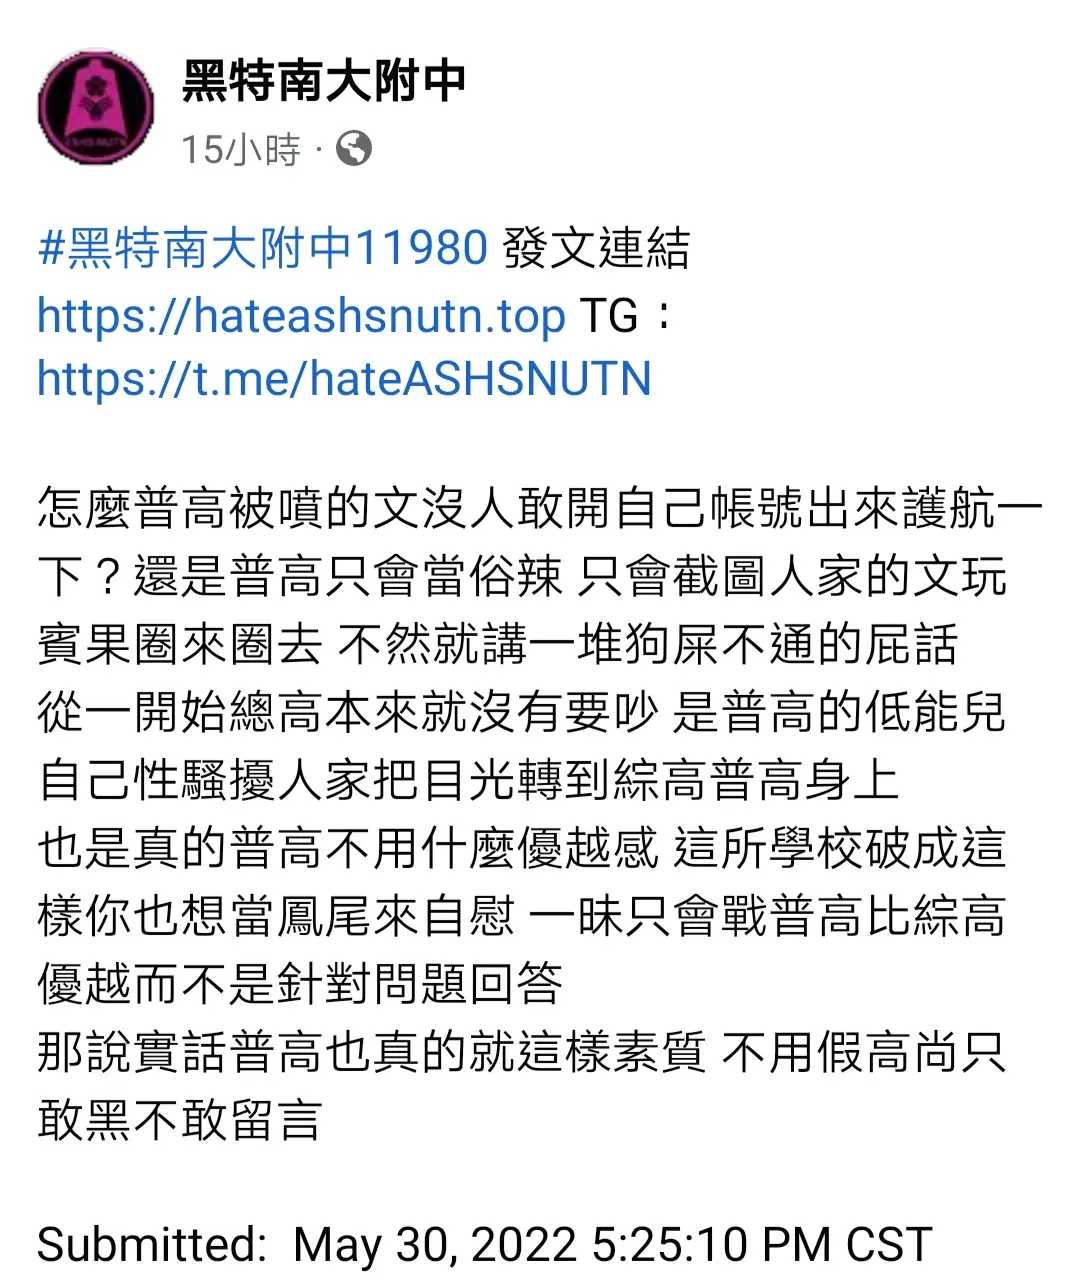 黑特南大附中
15小時 ·
#黑特南大附中11980 發文連結
https://hateashsnutn.top TG：
https://t.me/hateASHSNUTN
怎麼普高被噴的文沒人敢開自己帳號出來護航一
下？還是普高只會當俗辣 只會截圖人家的文玩
賓果圈來圈去 不然就講一堆狗屎不通的屁話
從一開始總高本來就沒有要吵 是普高的低能兒
自己性騷擾人家把目光轉到綜高普高身上
也是真的普高不用什麼優越感 這所學校破成這
樣你也想當鳳尾來自慰 一昧只會戰普高比綜高
優越而不是針對問題回答
那說實話普高也真的就這樣素質 不用假高尚只
敢黑不敢留言
Submitted: May 30, 2022 5:25:10 PM CST